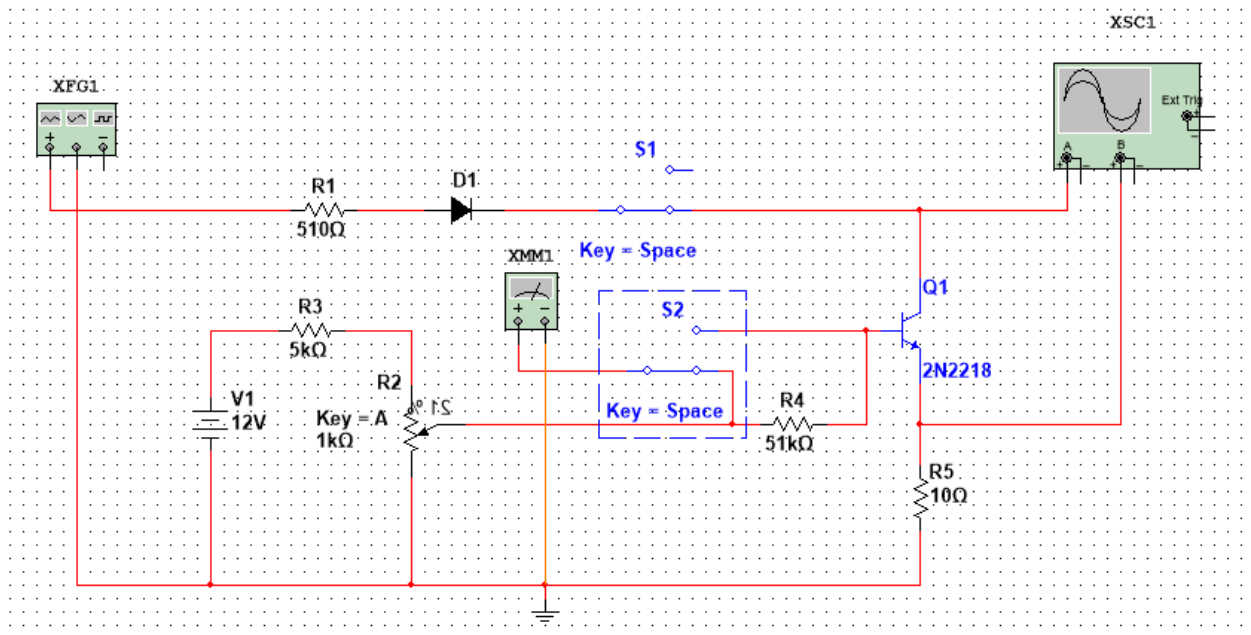 XSC1
XFG1
Ext Trig
+
−
+
−
A
B
+
−
+
−
S1
R1
510Ω
D1
Key = Space
XMM1
+
−
Q1
2N2218
R3
5kΩ
S2
R2
21 %
Key = A
1kΩ
V1
12V
Key = Space
R4
51kΩ
R5
10Ω